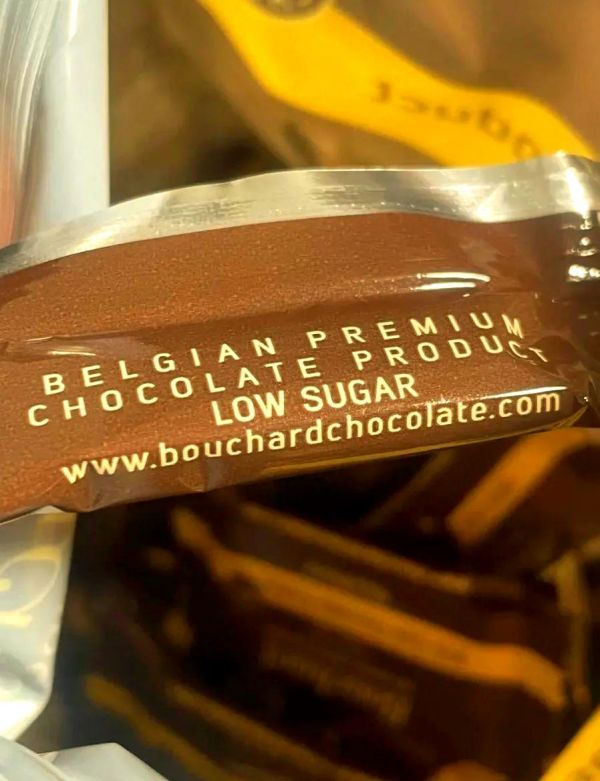 BELGIAN PREMIUM
CHOCOLATE PRODUCT
LOW SUGAR
www.bouchardchocolate.com